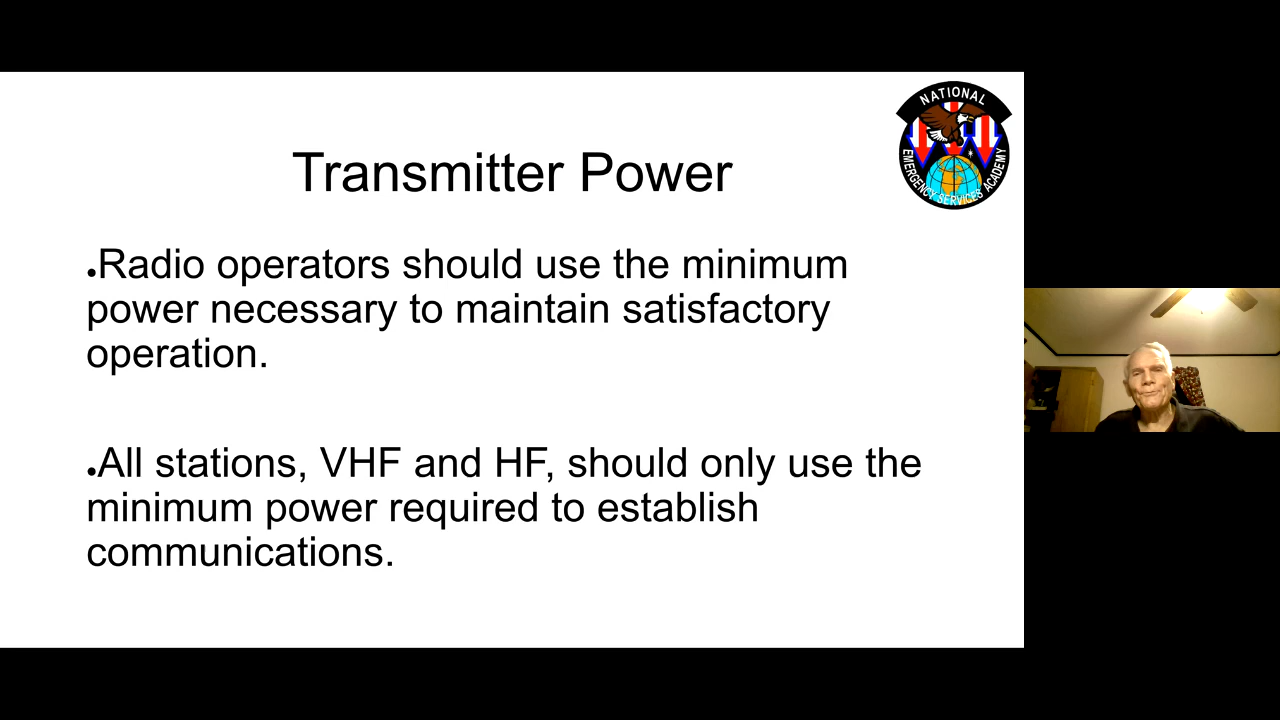 NATIONAL
EMERGENCY SERVICES ACADEMY
Transmitter Power
•Radio operators should use the minimum
power necessary to maintain satisfactory
operation.
•All stations, VHF and HF, should only use the
minimum power required to establish
communications.